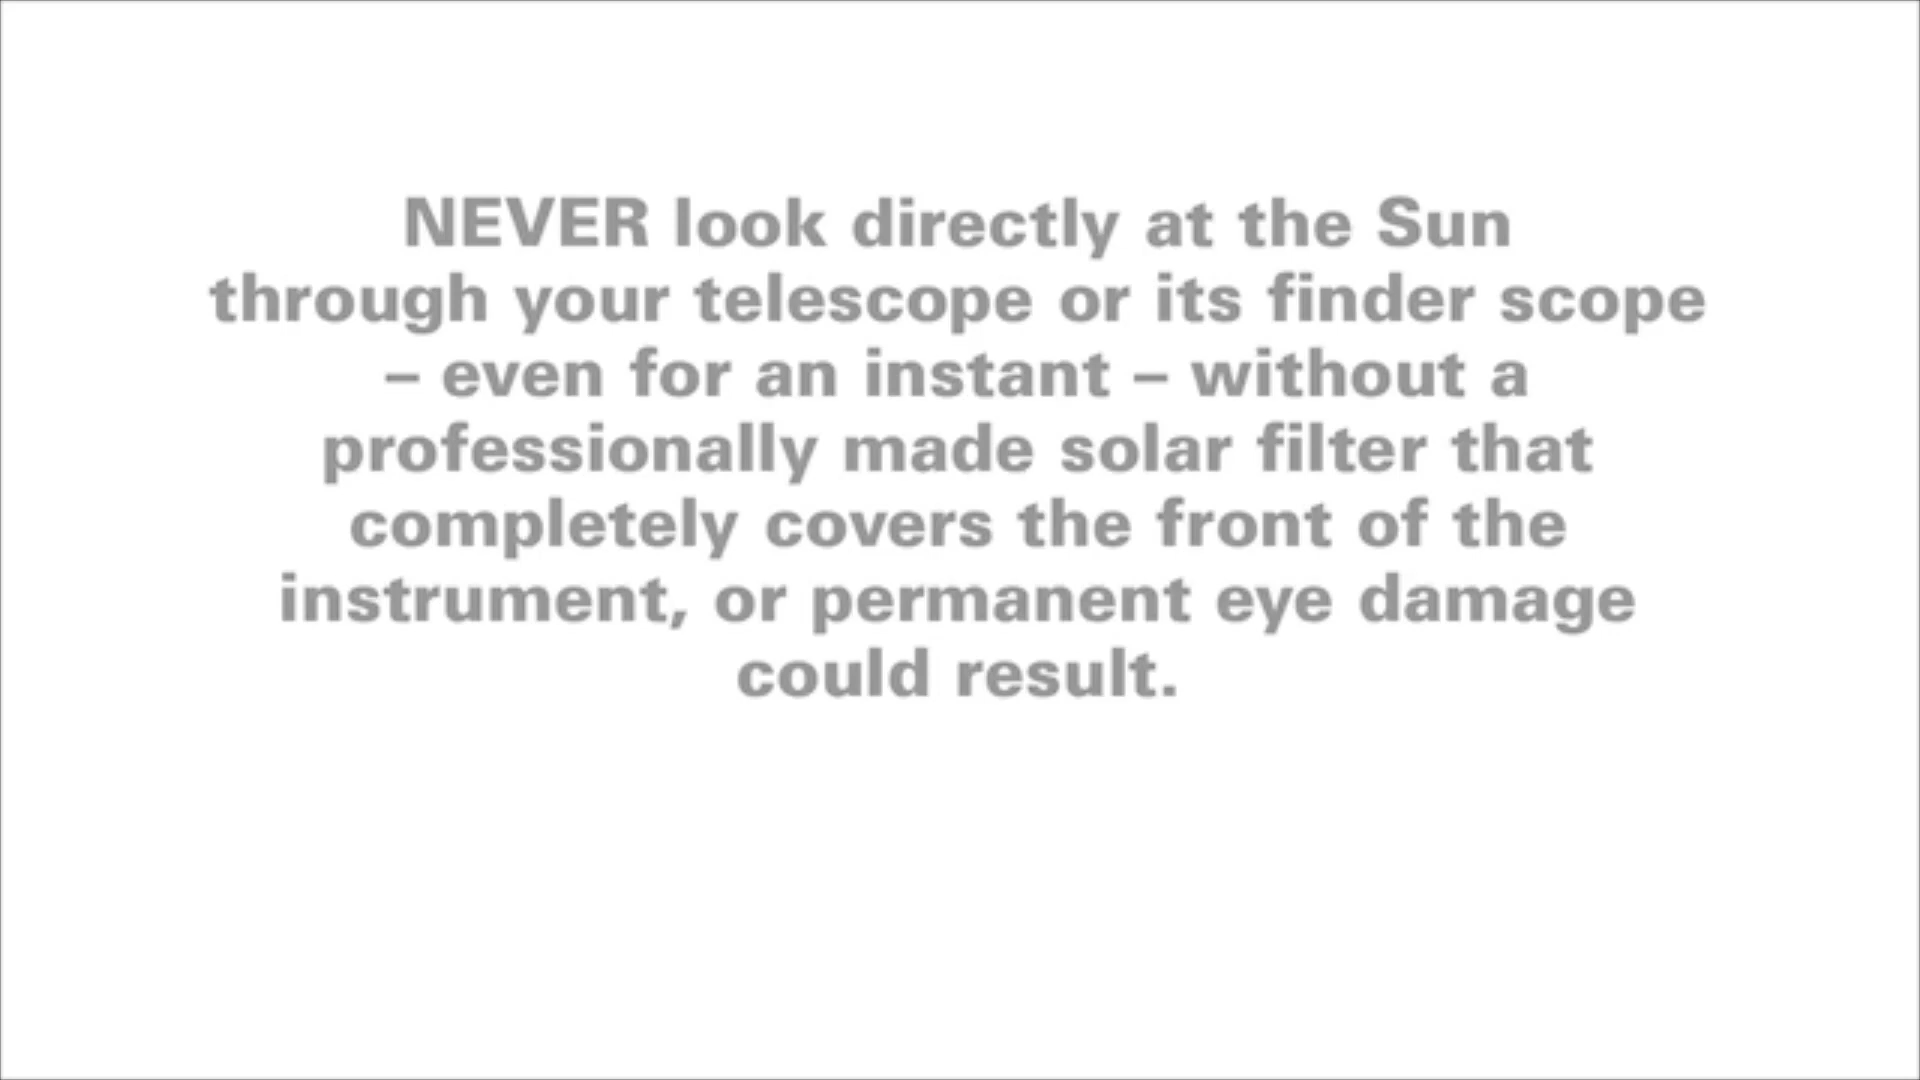 NEVER look directly at the Sun
through your telescope or its finder scope
– even for an instant – without a
professionally made solar filter that
completely covers the front of the
instrument, or permanent eye damage
could result.